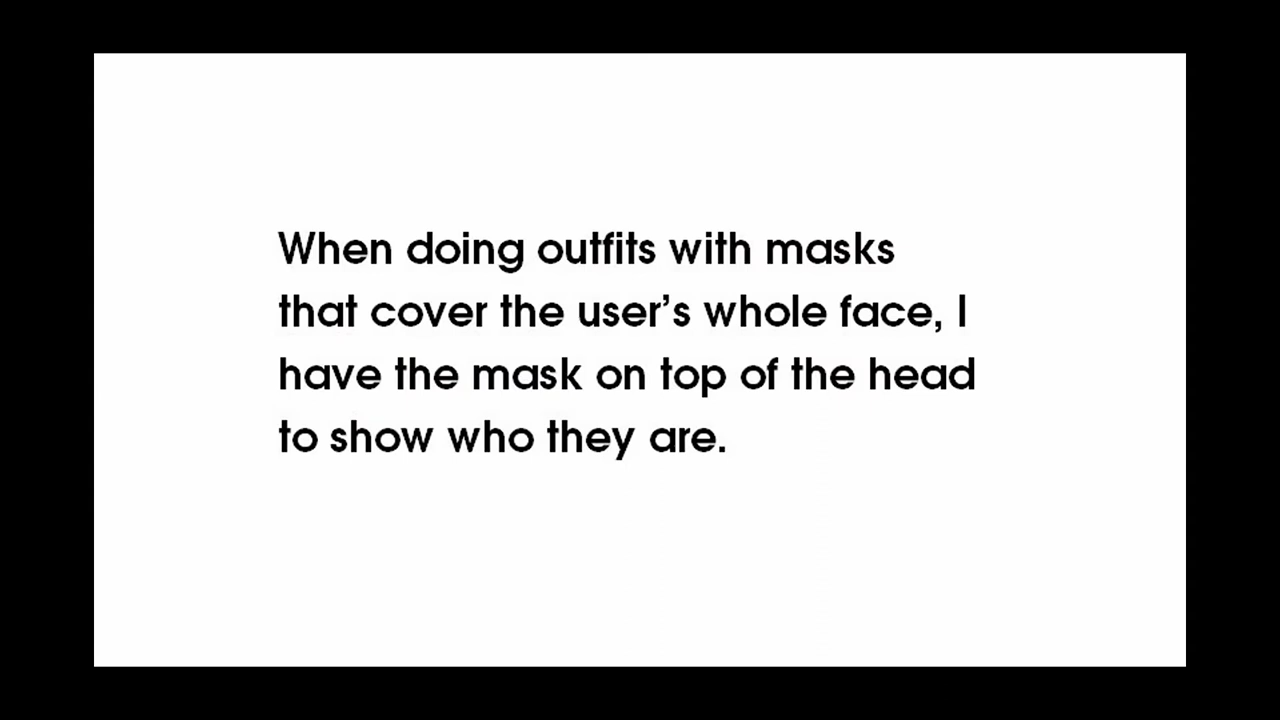 When doing outfits with masks
that cover the user’s whole face, I
have the mask on top of the head
to show who they are.